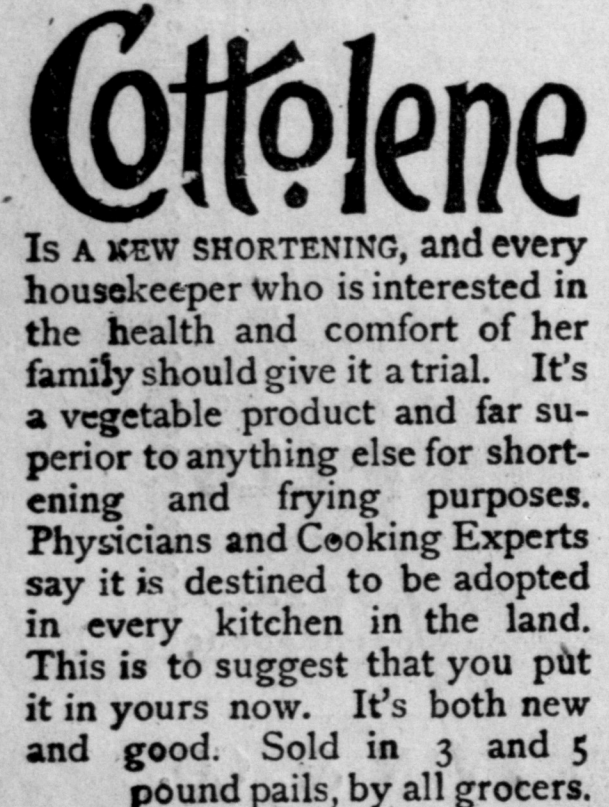 Cottolene
Is a new shortening, and every
housekeeper who is interested in
the health and comfort of her
family should give it a trial. It's
a vegetable product and far su-
perior to anything else for short-
ening and frying purposes.
Physicians and Cooking Experts
say it is destined to be adopted
in every kitchen in the land.
This is to suggest that you put
it in yours now. It's both new
and good. Sold in 3 and 5
pound pails, by all grocers.